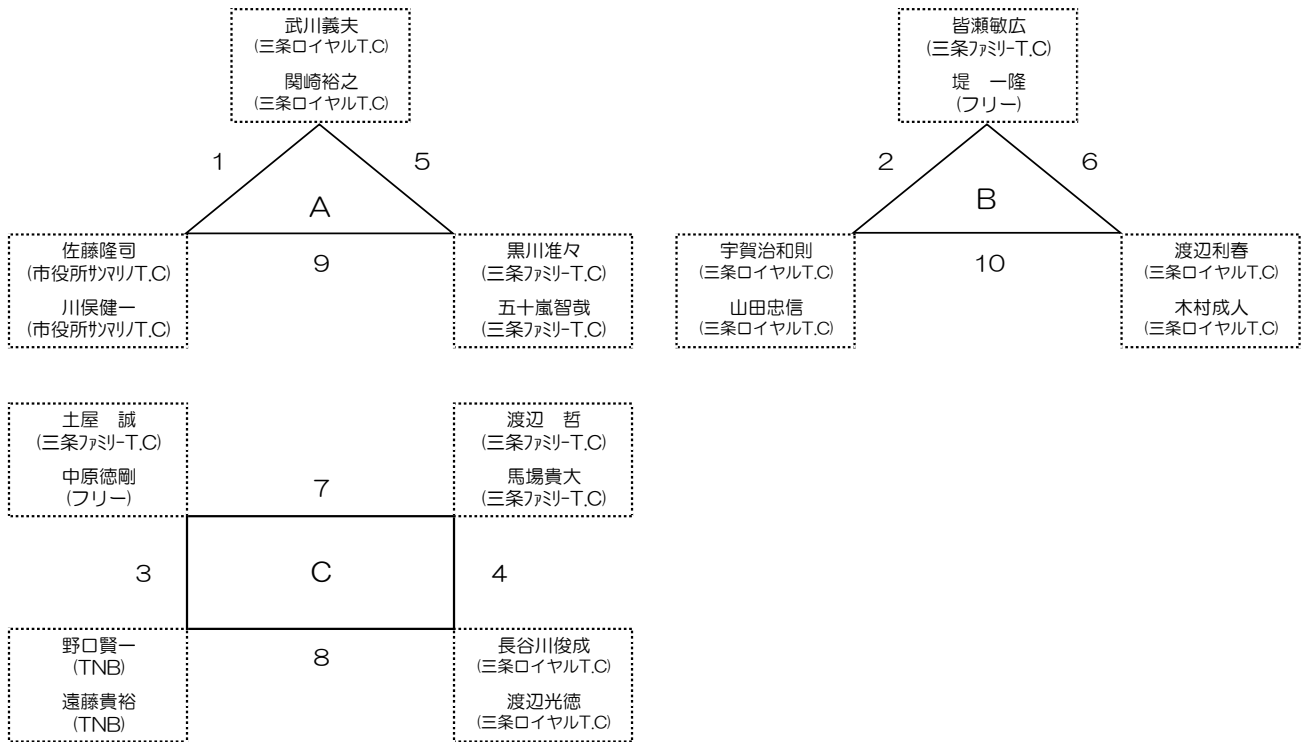 武川義夫
(三条ロイヤルT.C)
関崎裕之
(三条ロイヤルT.C)
1
5
A
佐藤隆司
(市役所ｻﾝﾏﾘﾉT.C)
川俣健一
(市役所ｻﾝﾏﾘﾉT.C)
9
黒川准々
(三条ﾌｧﾐﾘｰT.C)
五十嵐智哉
(三条ﾌｧﾐﾘｰT.C)
皆瀬敏広
(三条ﾌｧﾐﾘｰT.C)
堤　一隆
(フリー)
2
6
B
宇賀治和則
(三条ロイヤルT.C)
山田忠信
(三条ロイヤルT.C)
10
渡辺利春
(三条ロイヤルT.C)
木村成人
(三条ロイヤルT.C)
土屋　誠
(三条ﾌｧﾐﾘｰT.C)
中原徳剛
(フリー)
7
渡辺　哲
(三条ﾌｧﾐﾘｰT.C)
馬場貴大
(三条ﾌｧﾐﾘｰT.C)
3
C
4
野口賢一
(TNB)
遠藤貴裕
(TNB)
8
長谷川俊成
(三条ロイヤルT.C)
渡辺光徳
(三条ロイヤルT.C)